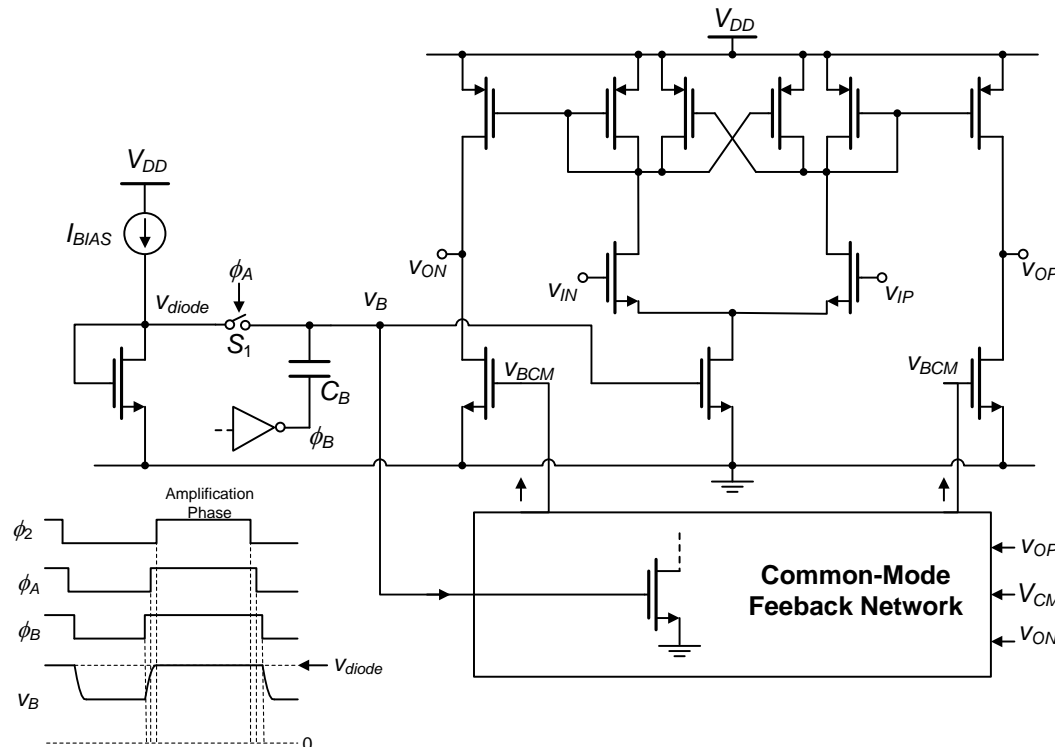 V_DD
V_DD
I_BIAS
v_ON
v_OP
ϕ_A
v_IN
v_IP
v_diode
v_B
S_1
v_BCM
v_BCM
C_B
ϕ_B
Amplification
Phase
ϕ_2
v_OP
ϕ_A
Common-Mode
Feeback Network
V_CM
ϕ_B
v_ON
v_diode
v_B
0